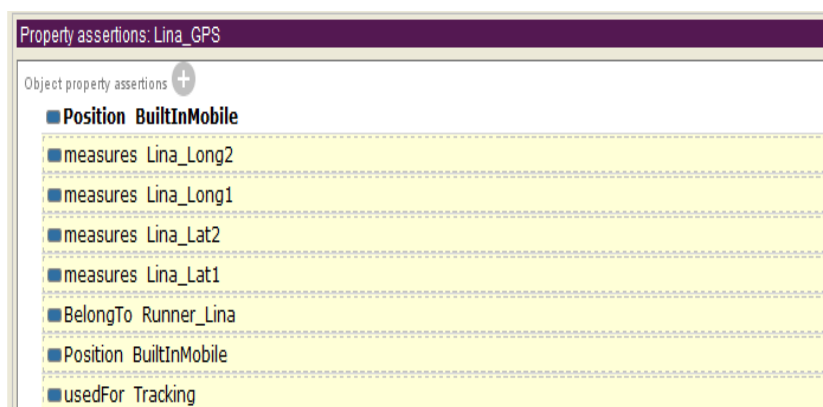 Property assertions: Lina_GPS
Object property assertions
Position BuiltInMobile
measures Lina_Long2
measures Lina_Long1
measures Lina_Lat2
measures Lina_Lat1
BelongTo Runner_Lina
Position BuiltInMobile
usedFor Tracking